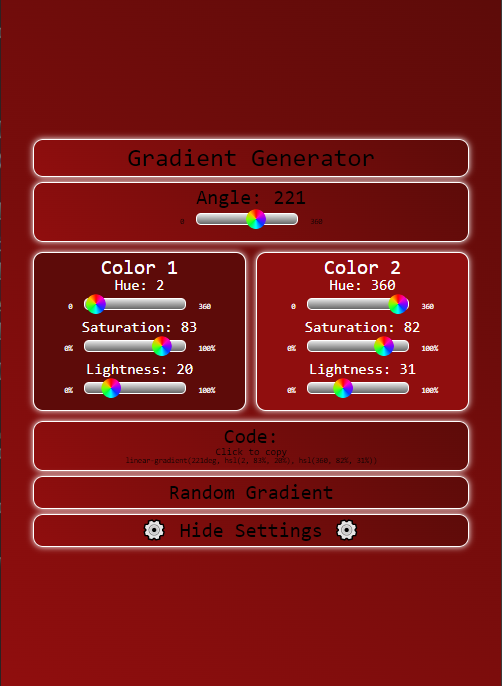 Gradient Generator
Angle: 221
0 360
Color 1
Hue: 2
0 360
Saturation: 83
0% 100%
Lightness: 20
0% 100%
Color 2
Hue: 360
0 360
Saturation: 82
0% 100%
Lightness: 31
0% 100%
Code:
Click to copy
linear-gradient(221deg, hsl(2, 83%, 20%), hsl(360, 82%, 31%))
Random Gradient
Hide Settings